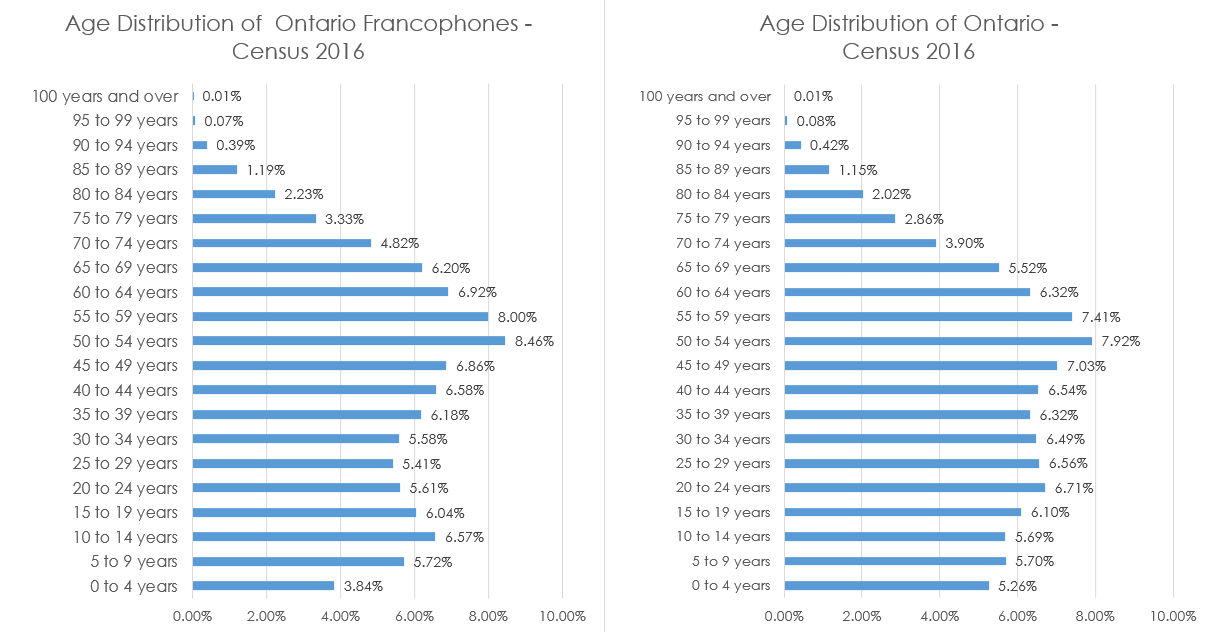 Age Distribution of  Ontario Francophones -
Census 2016
100 years and over 0.01%
95 to 99 years 0.07%
90 to 94 years 0.39%
85 to 89 years 1.19%
80 to 84 years 2.23%
75 to 79 years 3.33%
70 to 74 years 4.82%
65 to 69 years 6.20%
60 to 64 years 6.92%
55 to 59 years 8.00%
50 to 54 years 8.46%
45 to 49 years 6.86%
40 to 44 years 6.58%
35 to 39 years 6.18%
30 to 34 years 5.58%
25 to 29 years 5.41%
20 to 24 years 5.61%
15 to 19 years 6.04%
10 to 14 years 6.57%
5 to 9 years 5.72%
0 to 4 years 3.84%
0.00% 2.00% 4.00% 6.00% 8.00% 10.00%
Age Distribution of Ontario -
Census 2016
100 years and over 0.01%
95 to 99 years 0.08%
90 to 94 years 0.42%
85 to 89 years 1.15%
80 to 84 years 2.02%
75 to 79 years 2.86%
70 to 74 years 3.90%
65 to 69 years 5.52%
60 to 64 years 6.32%
55 to 59 years 7.41%
50 to 54 years 7.92%
45 to 49 years 7.03%
40 to 44 years 6.54%
35 to 39 years 6.32%
30 to 34 years 6.49%
25 to 29 years 6.56%
20 to 24 years 6.71%
15 to 19 years 6.10%
10 to 14 years 5.69%
5 to 9 years 5.70%
0 to 4 years 5.26%
0.00% 2.00% 4.00% 6.00% 8.00% 10.00%